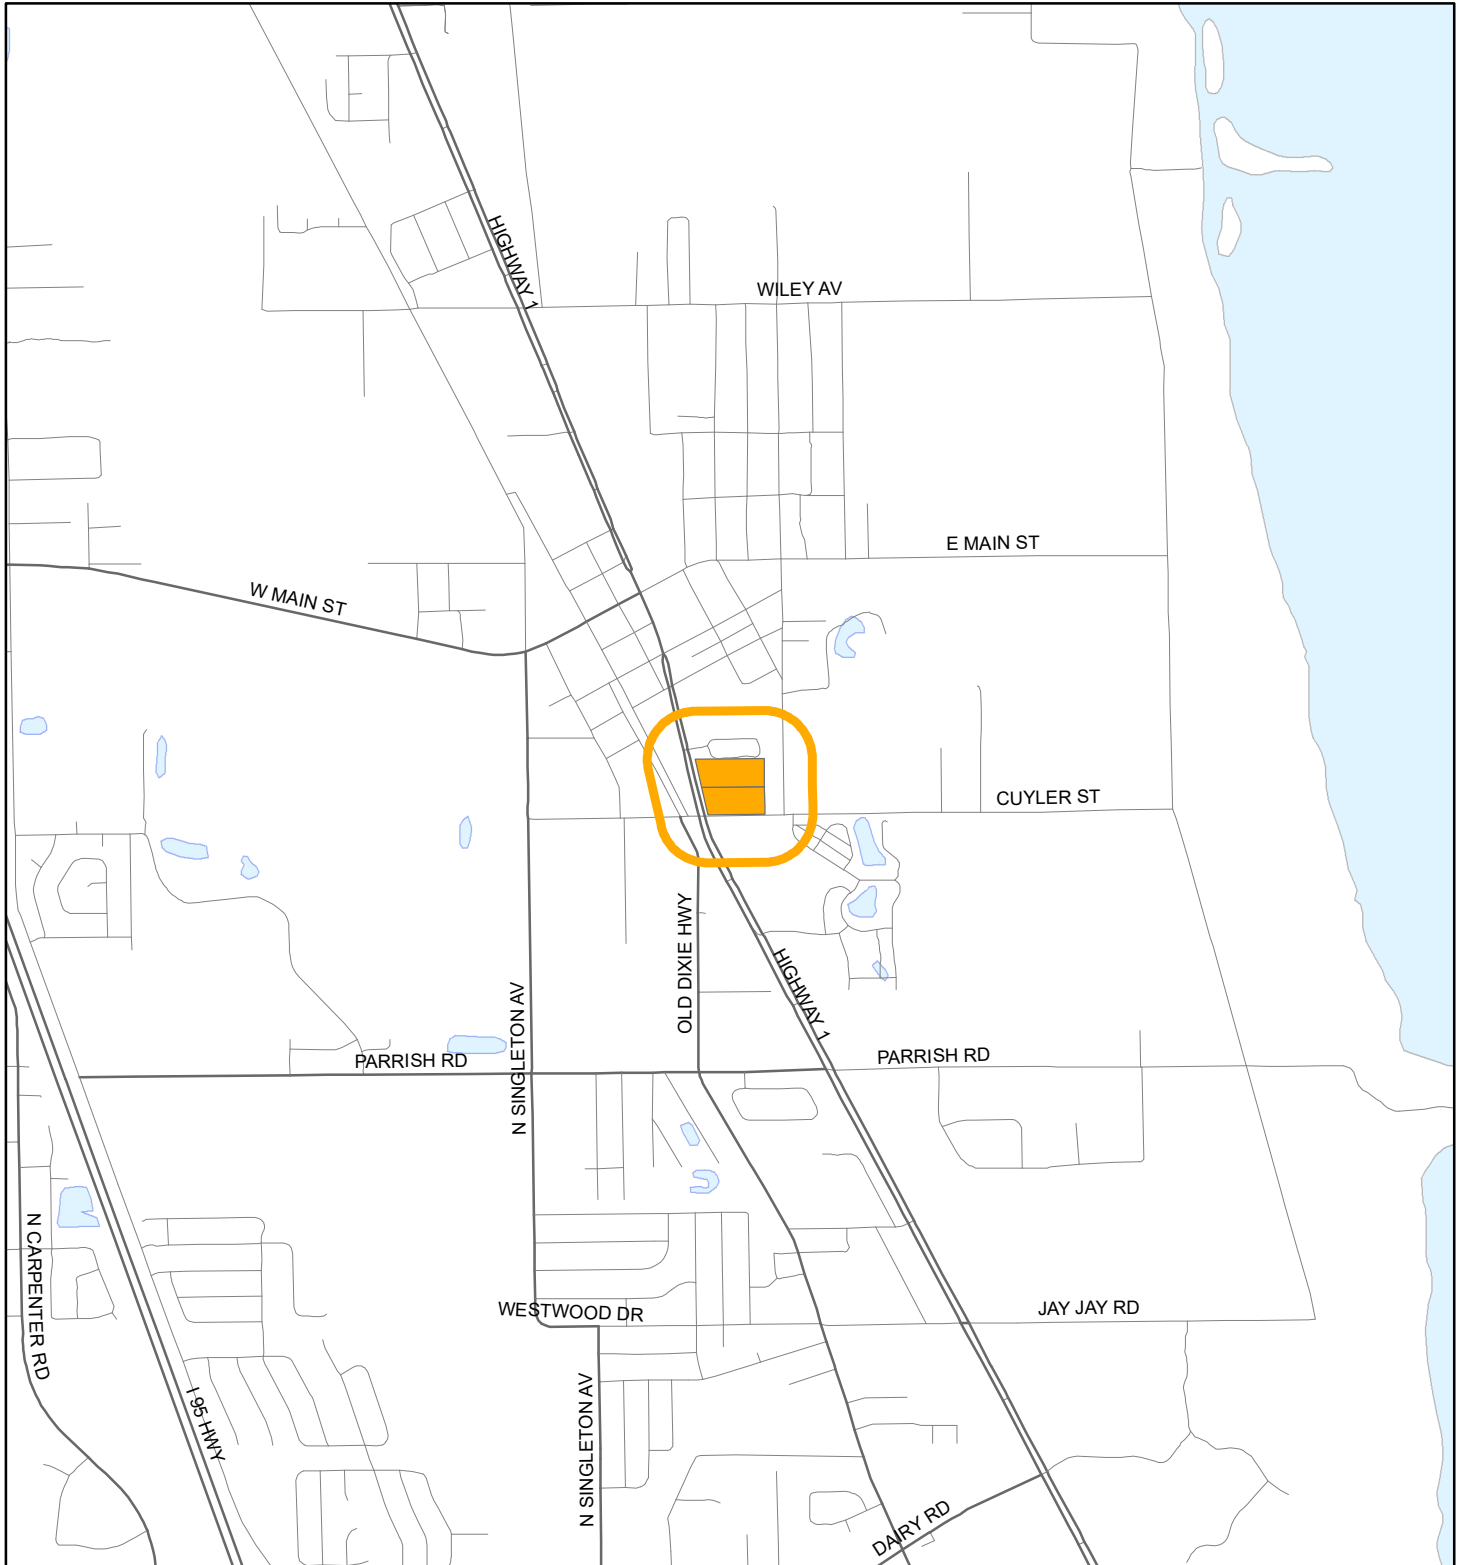 HIGHWAY 1
WILEY AV
E MAIN ST
W MAIN ST
CUYLER ST
OLD DIXIE HWY
HIGHWAY 1
N SINGLETON AV
PARRISH RD
PARRISH RD
N CARPENTER RD
WESTWOOD DR
JAY JAY RD
I 95 HWY
N SINGLETON AV
DAIRY RD